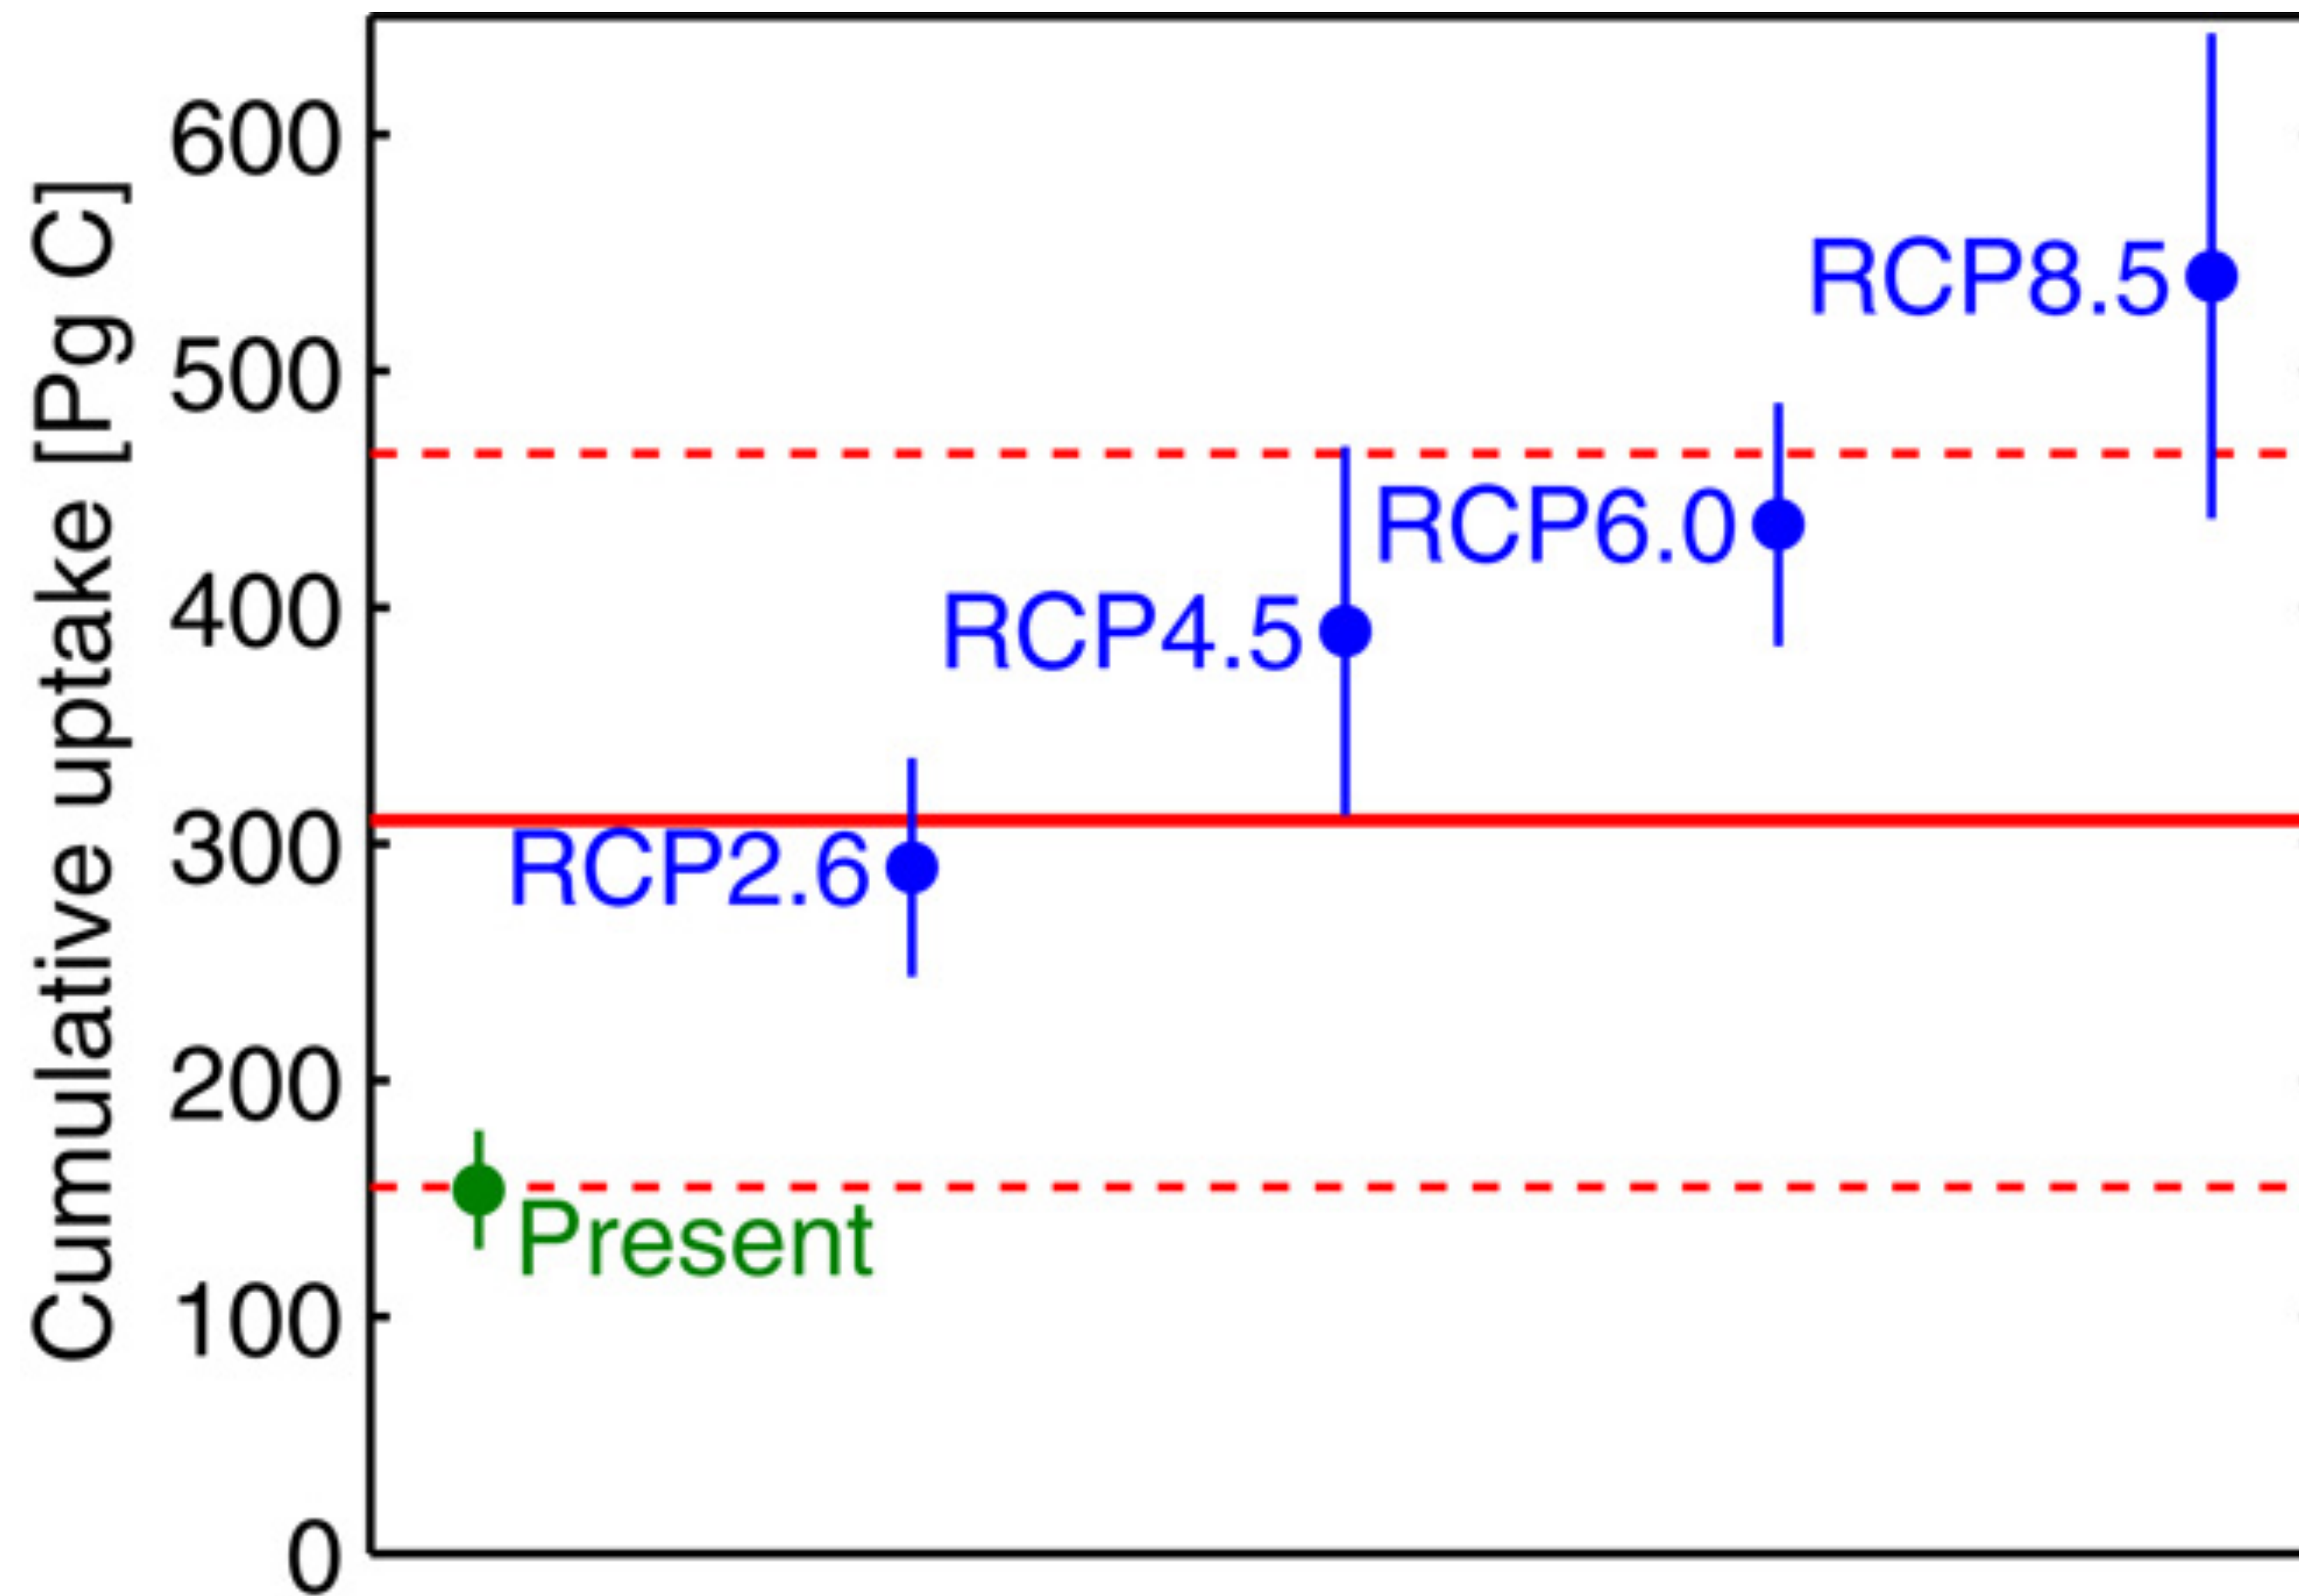 Cumulative uptake [Pg C]
600
500
400
300
200
100
0
RCP8.5
RCP6.0
RCP4.5
RCP2.6
Present